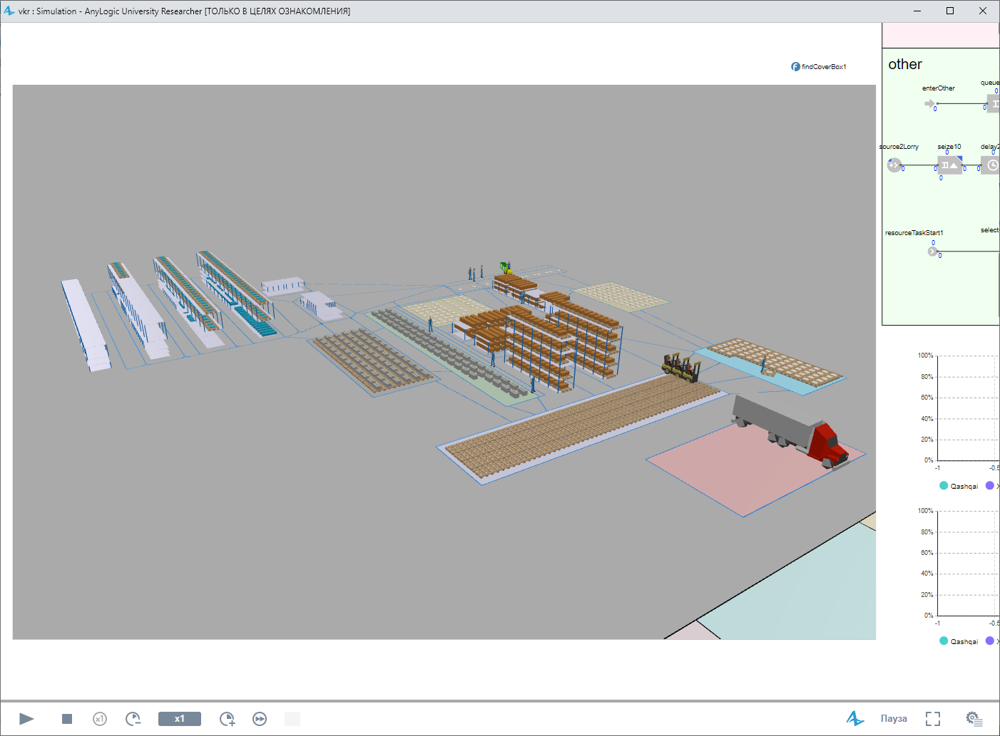 vkr : Simulation - AnyLogic University Researcher [ТОЛЬКО В ЦЕЛЯХ ОЗНАКОМЛЕНИЯ]
findCoverBox1
other
enterOther
queue
0
0
0
source2Lorry
seize10
delay2
0
0
0
0
0
0
0
resourceTaskStart1
select
0
0
100%
80%
60%
40%
20%
0%
-1
-0.5
Qashqai
X
100%
80%
60%
40%
20%
0%
-1
-0.5
Qashqai
X
x1
x1
Пауза